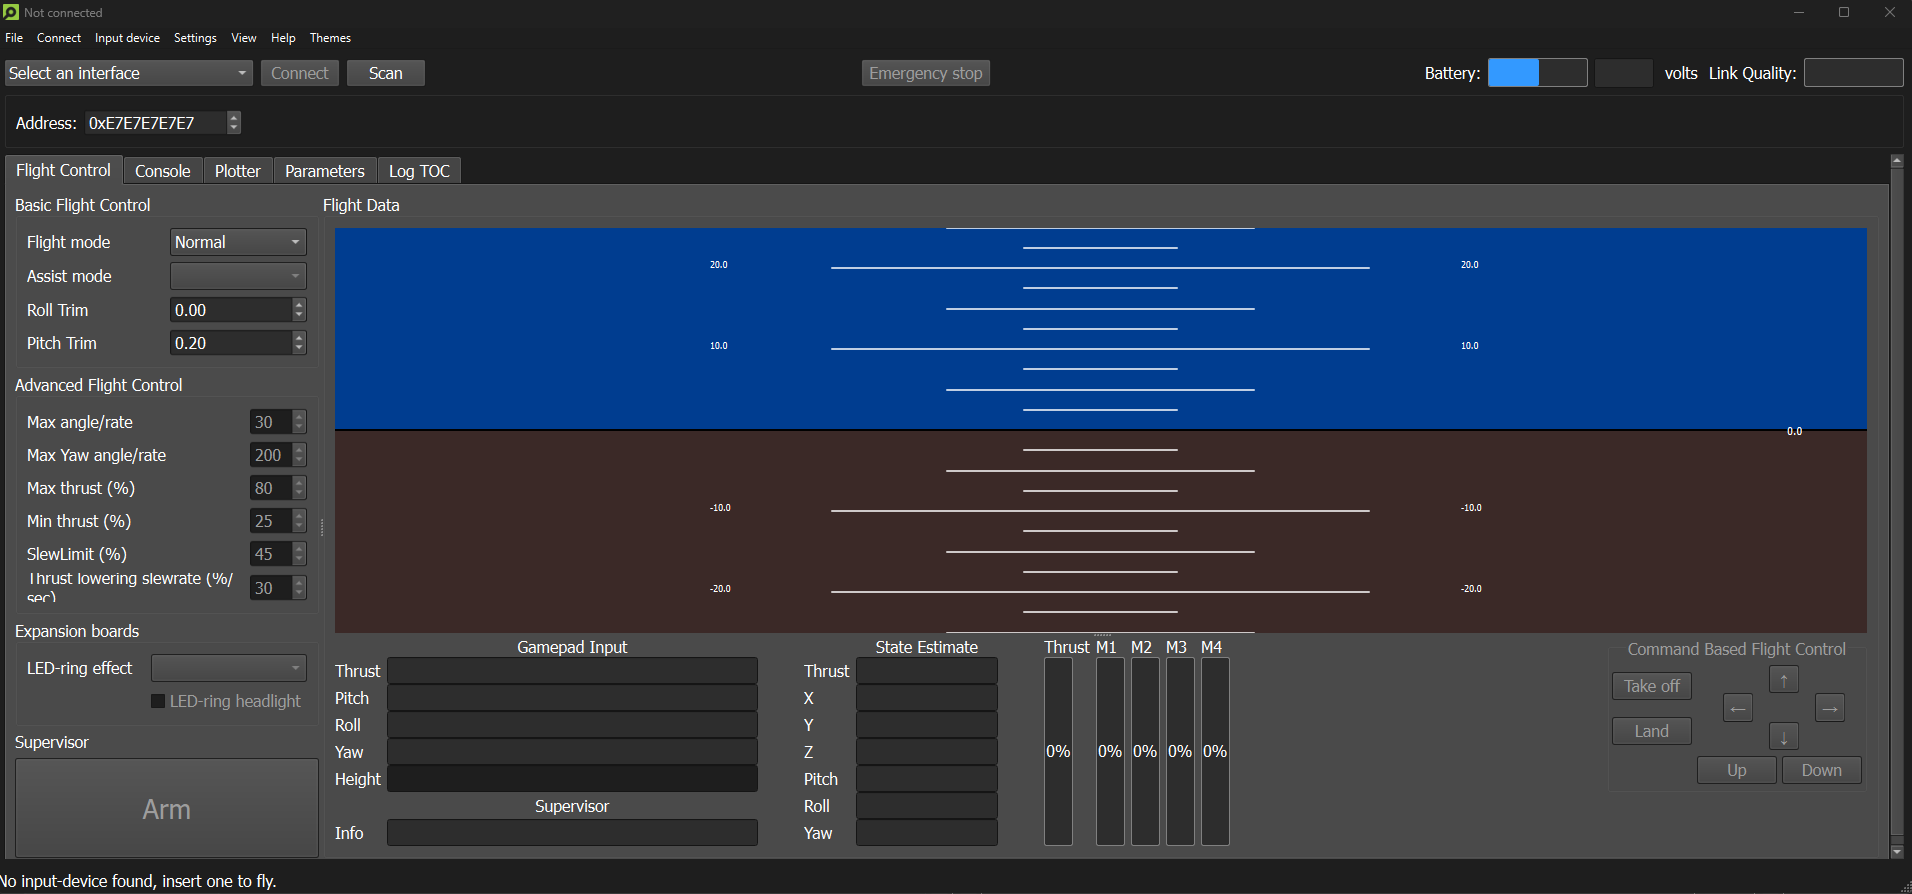 Not connected
File Connect Input device Settings View Help Themes
Select an interface Connect Scan Emergency stop Battery: volts Link Quality:
Address: 0xE7E7E7E7E7
Flight Control Console Plotter Parameters Log TOC
Basic Flight Control
Flight mode Normal
Assist mode
Roll Trim 0.00
Pitch Trim 0.20
Advanced Flight Control
Max angle/rate 30
Max Yaw angle/rate 200
Max thrust (%) 80
Min thrust (%) 25
SlewLimit (%) 45
Thrust lowering slewrate (%/
sec) 30
Expansion boards
LED-ring effect
LED-ring headlight
Supervisor
Arm
Flight Data
20.0 20.0
10.0 10.0
0.0
-10.0 -10.0
-20.0 -20.0
Gamepad Input
Thrust
Pitch
Roll
Yaw
Height
Supervisor
Info
State Estimate
Thrust
X
Y
Z
Pitch
Roll
Yaw
Thrust M1 M2 M3 M4
0% 0% 0% 0% 0%
Command Based Flight Control
Take off ↑
← →
Land ↓
Up Down
No input-device found, insert one to fly.